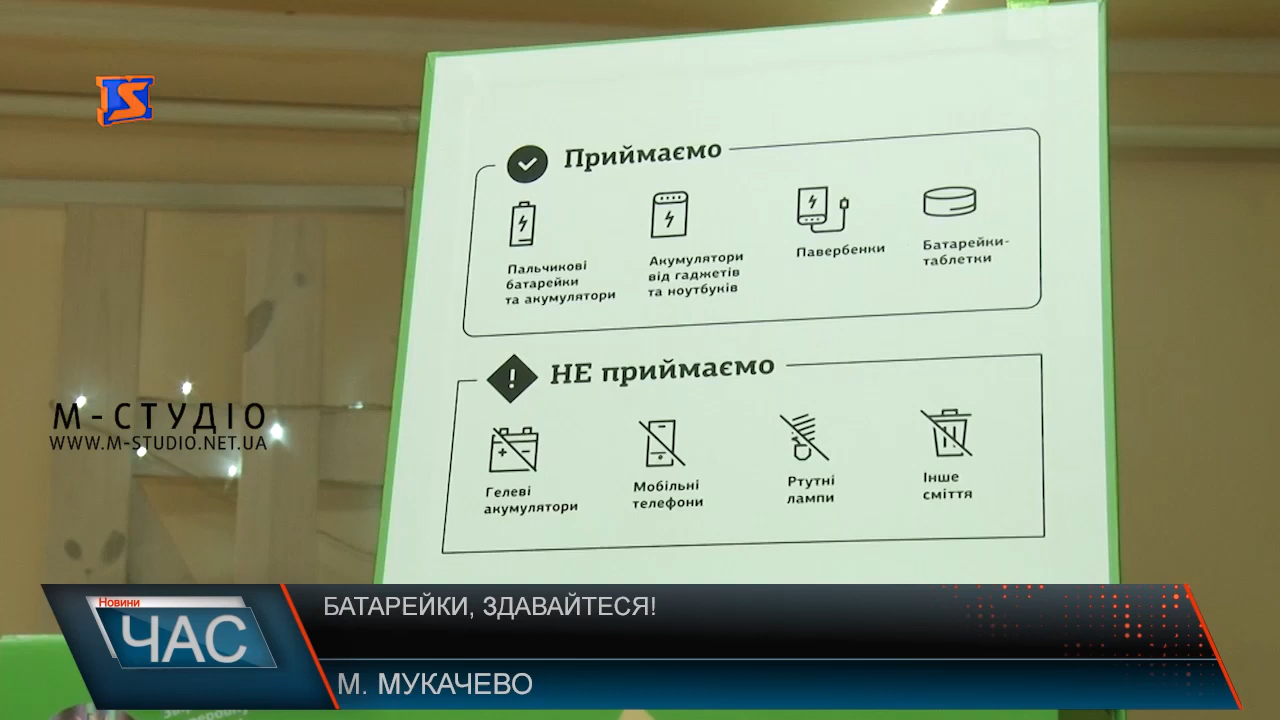 Приймаємо
Пальчикові
батарейки
та акумулятори
Акумулятори
від гаджетів
та ноутбуків
Павербенки
Батарейки-
таблетки
НЕ приймаємо
Гелеві
акумулятори
Мобільні
телефони
Ртутні
лампи
Інше
сміття
М-СТУДІО
WWW.M-STUDIO.NET.UA
Новини
ЧАС
БАТАРЕЙКИ, ЗДАВАЙТЕСЯ!
М. МУКАЧЕВО